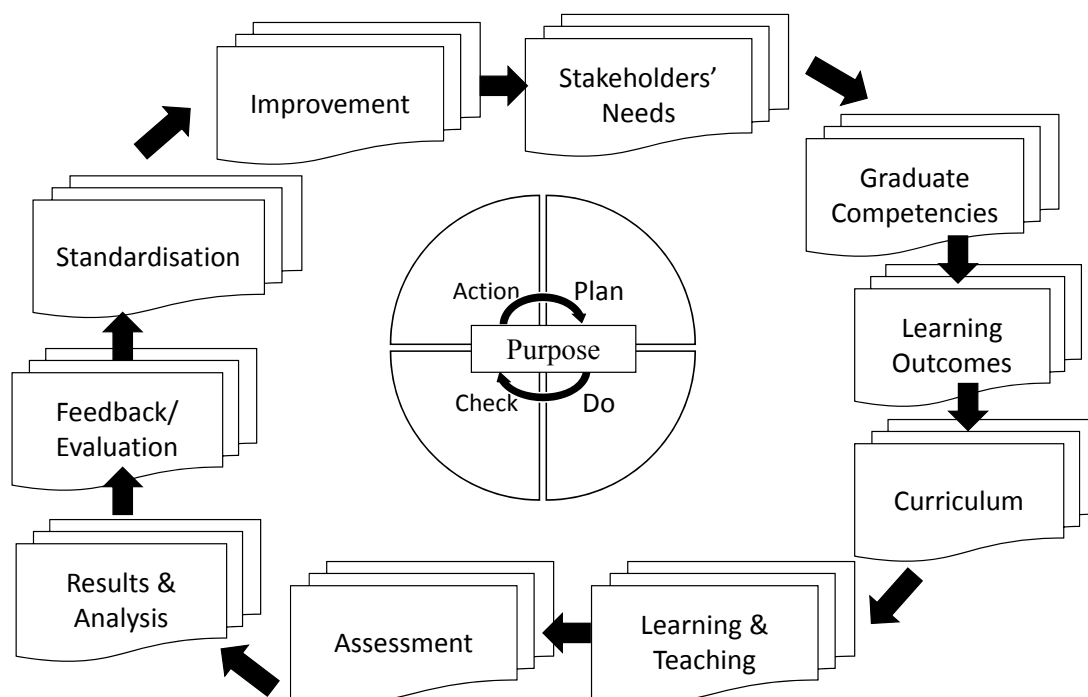 Improvement
Stakeholders’
Needs
Graduate
Competencies
Learning
Outcomes
Curriculum
Learning &
Teaching
Assessment
Results &
Analysis
Feedback/
Evaluation
Standardisation
Action
Plan
Purpose
Check
Do